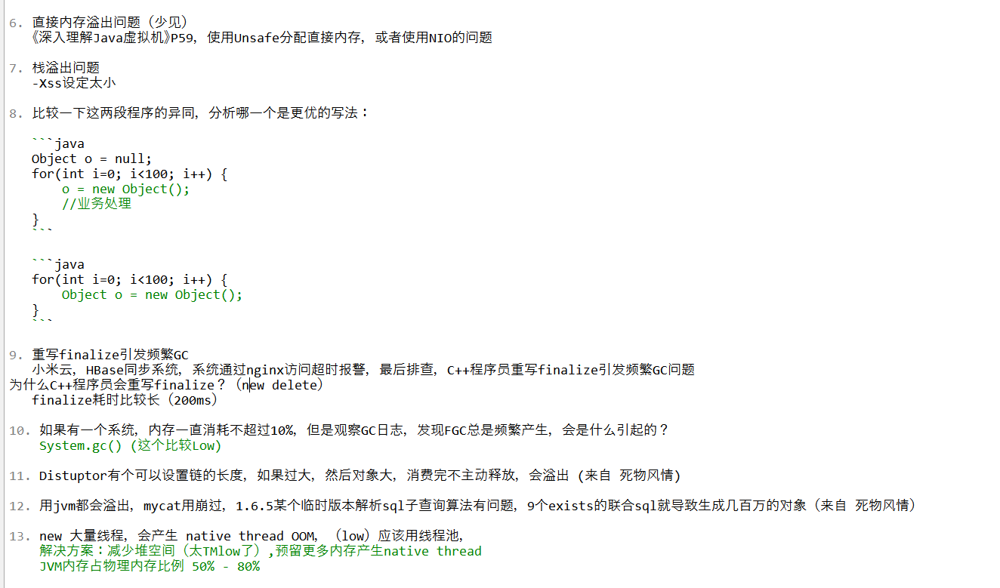 6. 直接内存溢出问题（少见）
《深入理解Java虚拟机》P59，使用Unsafe分配直接内存，或者使用NIO的问题
7. 栈溢出问题
-Xss设定太小
8. 比较一下这两段程序的异同，分析哪一个是更优的写法：
```java
Object o = null;
for(int i=0; i<100; i++) {
    o = new Object();
    //业务处理
}
```
```java
for(int i=0; i<100; i++) {
    Object o = new Object();
}
```
9. 重写finalize引发频繁GC
小米云，HBase同步系统，系统通过nginx访问超时报警，最后排查，C++程序员重写finalize引发频繁GC问题
为什么C++程序员会重写finalize？（new delete）
finalize耗时比较长（200ms）
10. 如果有一个系统，内存一直消耗不超过10%，但是观察GC日志，发现FGC总是频繁产生，会是什么引起的？
System.gc() (这个比较Low)
11. Distuptor有个可以设置链的长度，如果过大，然后对象大，消费完不主动释放，会溢出 (来自 死物风情)
12. 用jvm都会溢出，mycat用崩过，1.6.5某个临时版本解析sql子查询算法有问题，9个exists的联合sql就导致生成几百万的对象（来自 死物风情）
13. new 大量线程，会产生 native thread OOM，（low）应该用线程池，
解决方案：减少堆空间（太TMlow了）,预留更多内存产生native thread
JVM内存占物理内存比例 50% - 80%